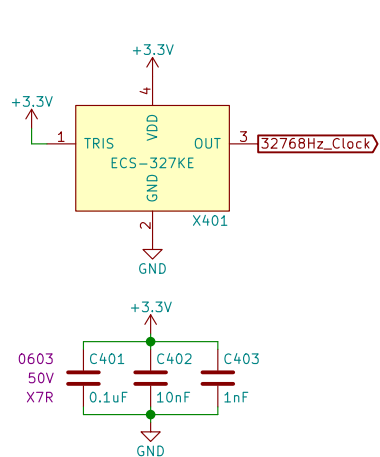 +3.3V
+3.3V
4
1
TRIS
VDD
OUT
3
32768Hz_Clock
ECS-327KE
GND
2
X401
GND
+3.3V
0603
C401
C402
C403
50V
X7R
0.1uF
10nF
1nF
GND